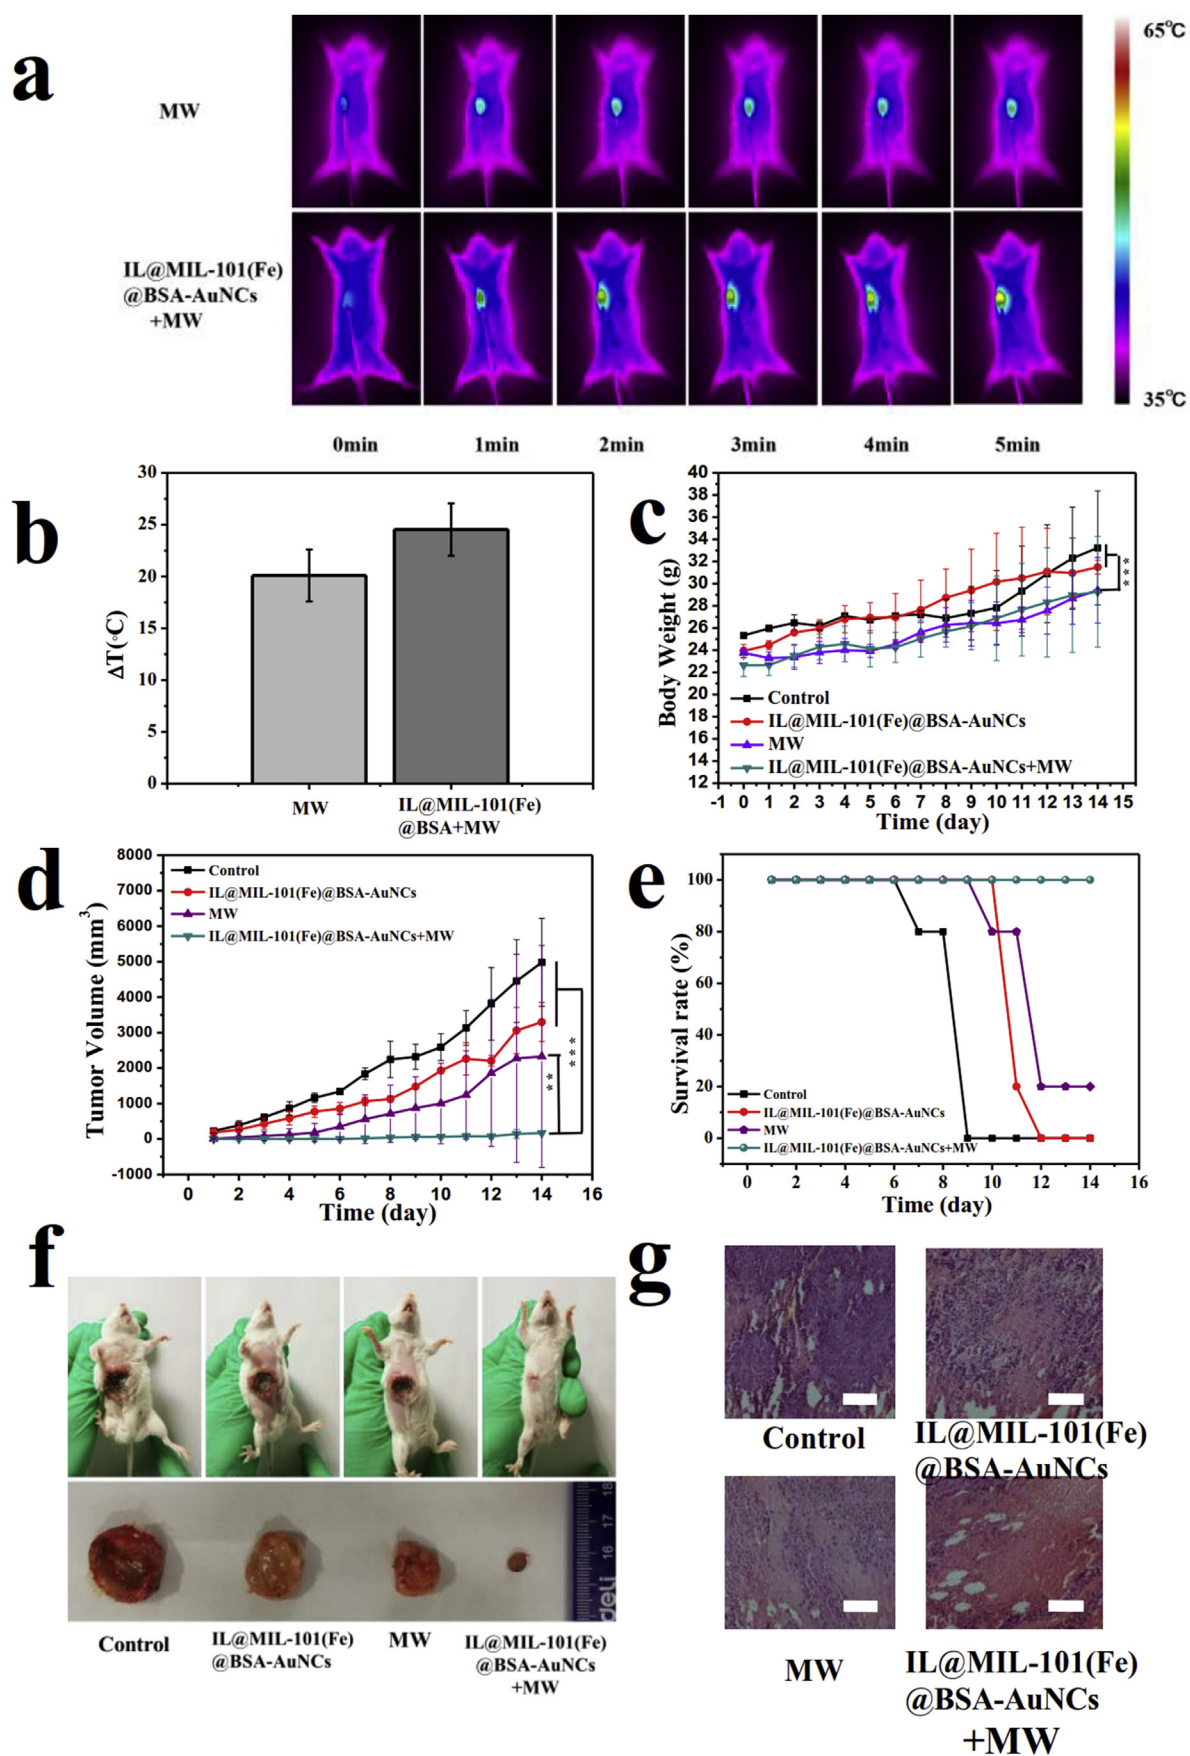 a
65°C
MW
IL@MIL-101(Fe)
@BSA-AuNCs
+MW
35°C
0min 1min 2min 3min 4min 5min
b
30
25
20
15
10
5
0
ΔT(°C)
MW
IL@MIL-101(Fe)
@BSA+MW
c
40
38
36
34
32
30
28
26
24
22
20
18
16
14
12
Body Weight (g)
***
Control
IL@MIL-101(Fe)@BSA-AuNCs
MW
IL@MIL-101(Fe)@BSA-AuNCs+MW
-1 0 1 2 3 4 5 6 7 8 9 10 11 12 13 14 15
Time (day)
d
8000
7000
6000
5000
4000
3000
2000
1000
0
-1000
Tumor Volume (mm³)
Control
IL@MIL-101(Fe)@BSA-AuNCs
MW
IL@MIL-101(Fe)@BSA-AuNCs+MW
***
**
0 2 4 6 8 10 12 14 16
Time (day)
e
100
80
60
40
20
0
Survival rate (%)
Control
IL@MIL-101(Fe)@BSA-AuNCs
MW
IL@MIL-101(Fe)@BSA-AuNCs+MW
0 2 4 6 8 10 12 14 16
Time (day)
f
18
17
16
15
deli
Control
IL@MIL-101(Fe)
@BSA-AuNCs
MW
IL@MIL-101(Fe)
@BSA-AuNCs
+MW
g
Control
IL@MIL-101(Fe)
@BSA-AuNCs
MW
IL@MIL-101(Fe)
@BSA-AuNCs
+MW